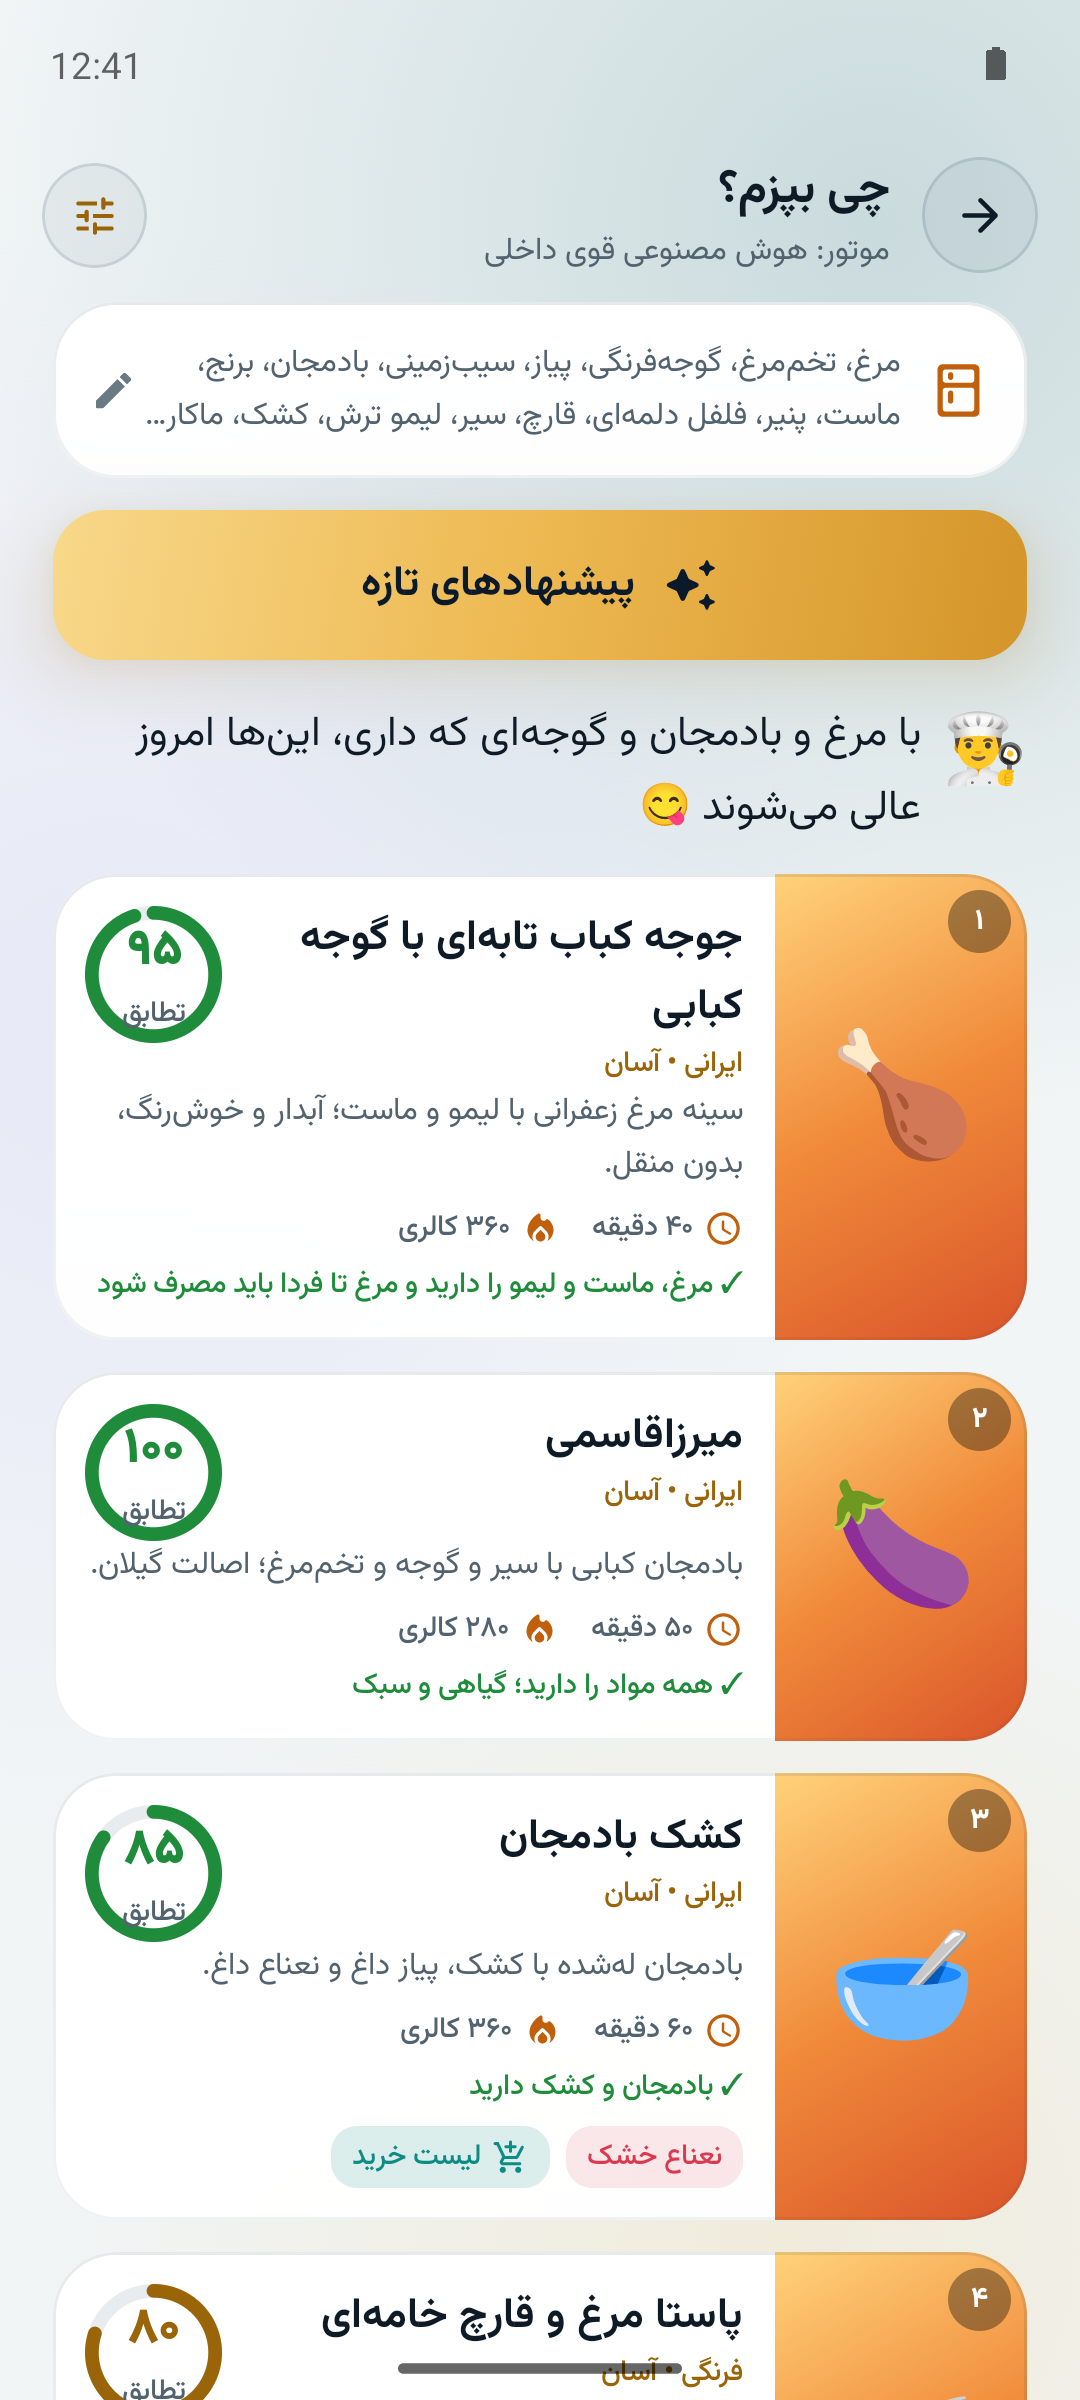 12:41
چی بپزم؟
موتور: هوش مصنوعی قوی داخلی
مرغ، تخم‌مرغ، گوجه‌فرنگی، پیاز، سیب‌زمینی، بادمجان، برنج،
ماست، پنیر، فلفل دلمه‌ای، قارچ، سیر، لیمو ترش، کشک، ماکار...
پیشنهادهای تازه
با مرغ و بادمجان و گوجه‌ای که داری، این‌ها امروز
عالی می‌شوند 😋
۱
جوجه کباب تابه‌ای با گوجه
کبابی
۹۵
تطابق
ایرانی • آسان
سینه مرغ زعفرانی با لیمو و ماست؛ آبدار و خوش‌رنگ،
بدون منقل.
۴۰ دقیقه
۳۶۰ کالری
✓ مرغ، ماست و لیمو را دارید و مرغ تا فردا باید مصرف شود
۲
میرزاقاسمی
۱۰۰
تطابق
ایرانی • آسان
بادمجان کبابی با سیر و گوجه و تخم‌مرغ؛ اصالت گیلان.
۵۰ دقیقه
۲۸۰ کالری
✓ همه مواد را دارید؛ گیاهی و سبک
۳
کشک بادمجان
۸۵
تطابق
ایرانی • آسان
بادمجان له‌شده با کشک، پیاز داغ و نعناع داغ.
۶۰ دقیقه
۳۶۰ کالری
✓ بادمجان و کشک دارید
نعناع خشک
لیست خرید
۴
پاستا مرغ و قارچ خامه‌ای
۸۰
تطابق
فرنگی • آسان